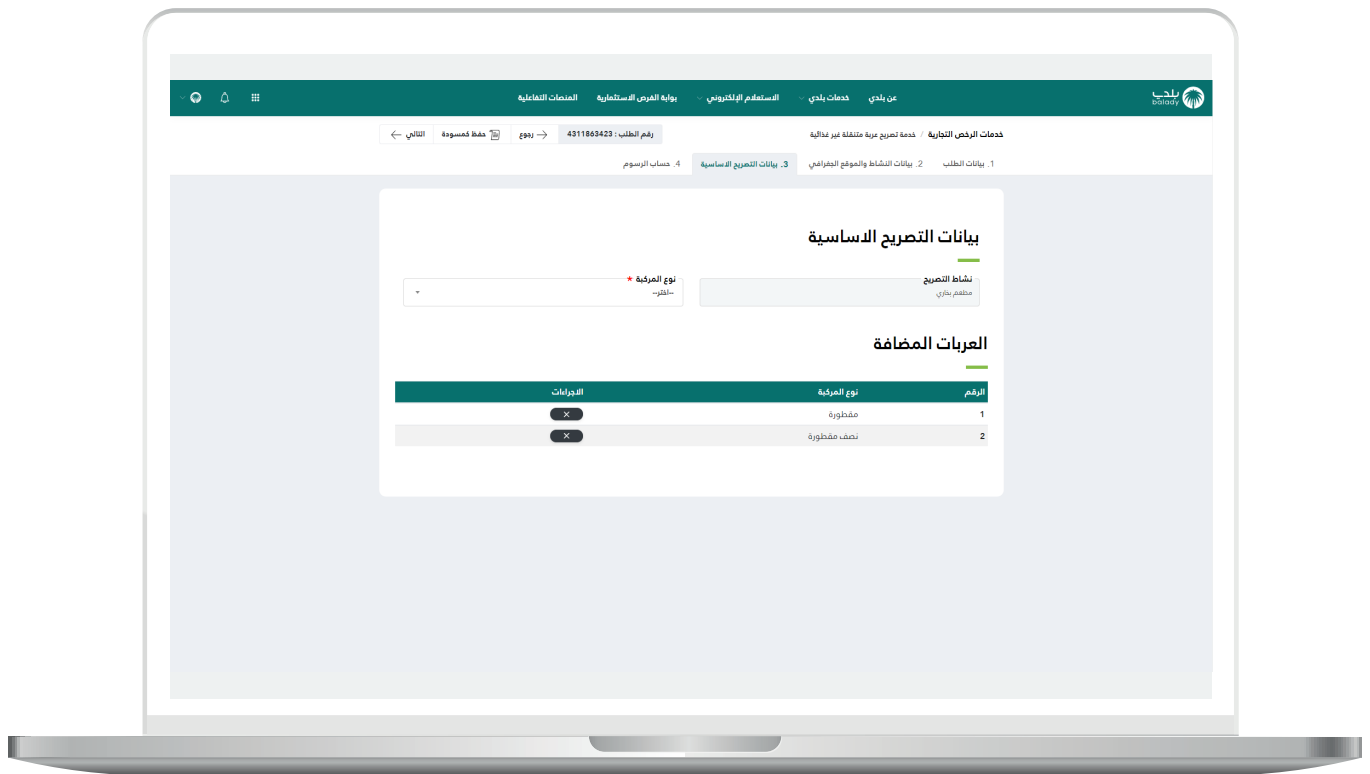 بلدي
balady
عن بلدي
خدمات بلدي
الاستعلام الإلكتروني
بوابة الفرص الاستثمارية
المنصات التفاعلية
خدمات الرخص التجارية / خدمة تصريح عربة متنقلة غير غذائية
رقم الطلب : 4311863423
رجوع
حفظ كمسودة
التالي
1. بيانات الطلب
2. بيانات النشاط والموقع الجغرافي
3. بيانات التصريح الاساسية
4. حساب الرسوم
بيانات التصريح الاساسية
نشاط التصريح
مطعم بخاري
نوع المركبة *
--اختر--
العربات المضافة
الرقم نوع المركبة الاجراءات
1 مقطورة
2 نصف مقطورة